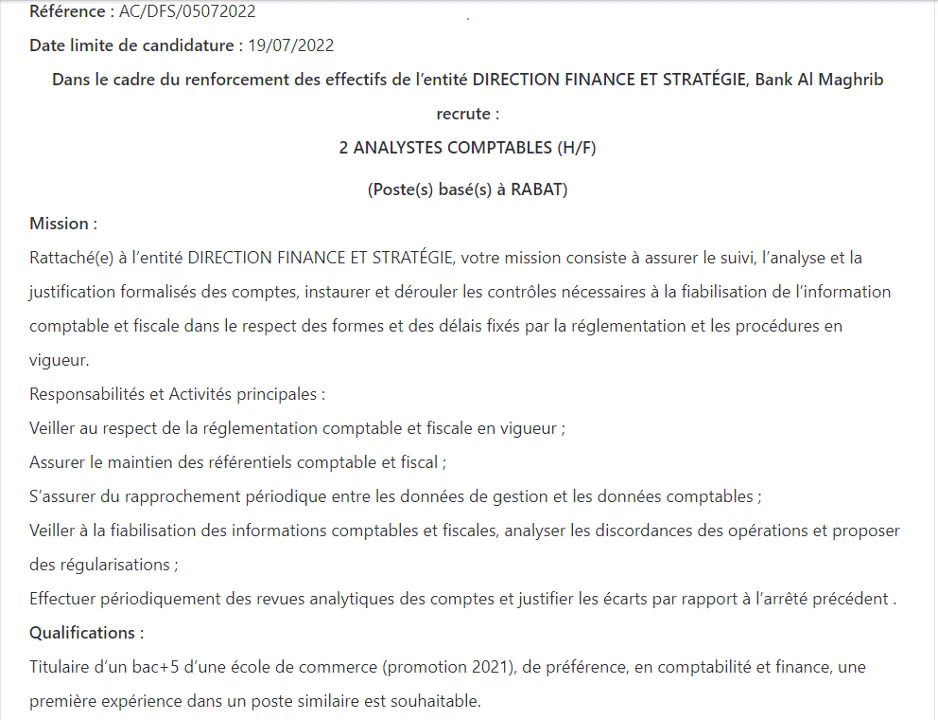 Référence : AC/DFS/05072022
Date limite de candidature : 19/07/2022
Dans le cadre du renforcement des effectifs de l’entité DIRECTION FINANCE ET STRATÉGIE, Bank Al Maghrib
recrute :
2 ANALYSTES COMPTABLES (H/F)
(Poste(s) basé(s) à RABAT)
Mission :
Rattaché(e) à l’entité DIRECTION FINANCE ET STRATÉGIE, votre mission consiste à assurer le suivi, l’analyse et la
justification formalisés des comptes, instaurer et dérouler les contrôles nécessaires à la fiabilisation de l’information
comptable et fiscale dans le respect des formes et des délais fixés par la réglementation et les procédures en
vigueur.
Responsabilités et Activités principales :
Veiller au respect de la réglementation comptable et fiscale en vigueur ;
Assurer le maintien des référentiels comptable et fiscal ;
S’assurer du rapprochement périodique entre les données de gestion et les données comptables ;
Veiller à la fiabilisation des informations comptables et fiscales, analyser les discordances des opérations et proposer
des régularisations ;
Effectuer périodiquement des revues analytiques des comptes et justifier les écarts par rapport à l’arrêté précédent .
Qualifications :
Titulaire d’un bac+5 d’une école de commerce (promotion 2021), de préférence, en comptabilité et finance, une
première expérience dans un poste similaire est souhaitable.